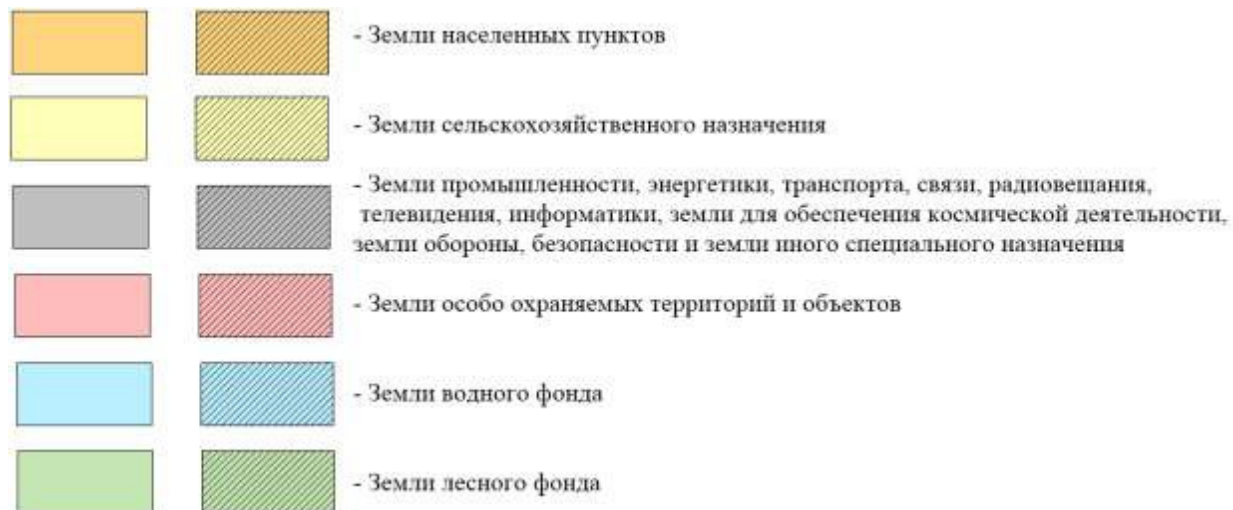 - Земли населенных пунктов
- Земли сельскохозяйственного назначения
- Земли промышленности, энергетики, транспорта, связи, радиовещания,
телевидения, информатики, земли для обеспечения космической деятельности,
земли обороны, безопасности и земли иного специального назначения
- Земли особо охраняемых территорий и объектов
- Земли водного фонда
- Земли лесного фонда